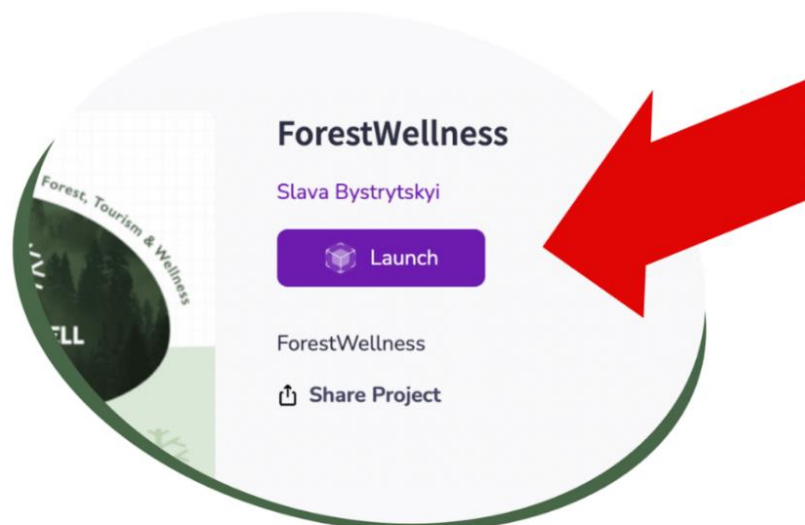 Forest, Tourism & Wellness
ELL
ForestWellness
Slava Bystrytskyi
Launch
ForestWellness
Share Project